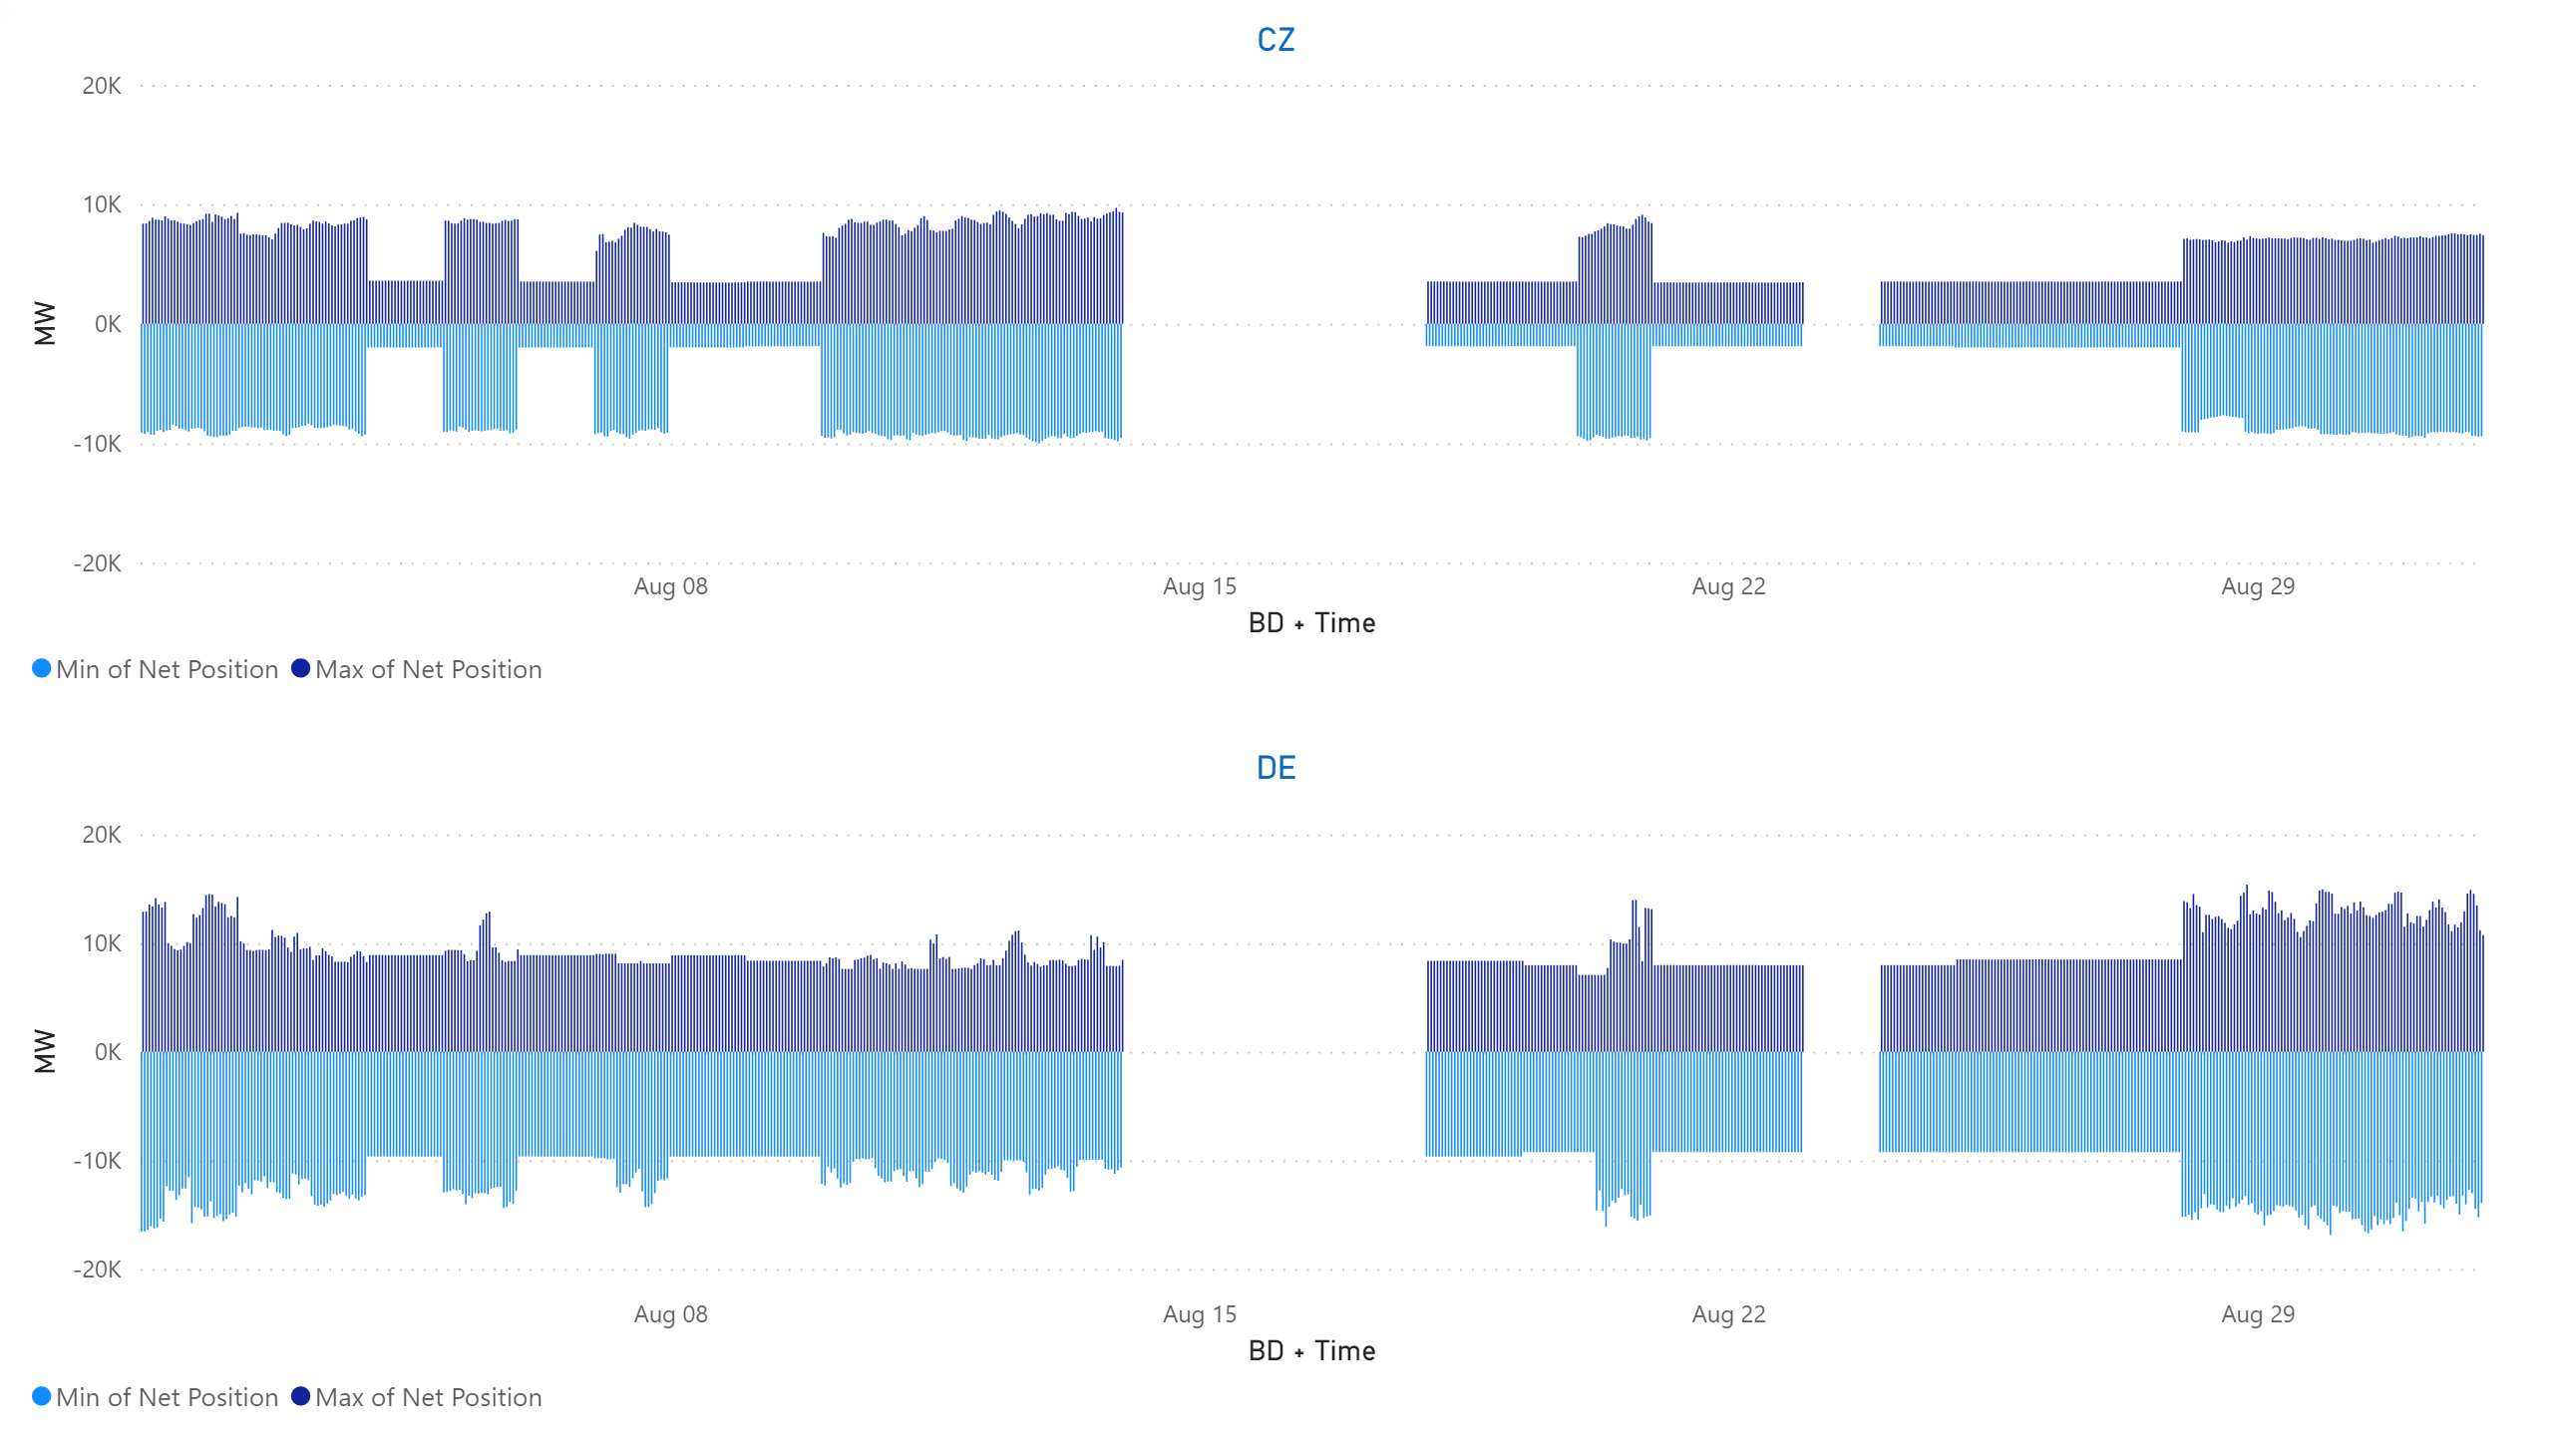 CZ
20K
10K
0K
-10K
-20K
MW
Aug 08 Aug 15 Aug 22 Aug 29
BD + Time
Min of Net Position Max of Net Position
DE
20K
10K
0K
-10K
-20K
MW
Aug 08 Aug 15 Aug 22 Aug 29
BD + Time
Min of Net Position Max of Net Position